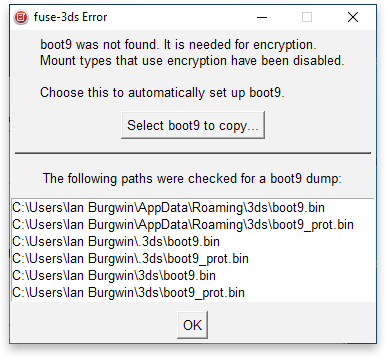 fuse-3ds Error
boot9 was not found. It is needed for encryption.
Mount types that use encryption have been disabled.
Choose this to automatically set up boot9.
Select boot9 to copy...
The following paths were checked for a boot9 dump:
C:\Users\Ian Burgwin\AppData\Roaming\3ds\boot9.bin
C:\Users\Ian Burgwin\AppData\Roaming\3ds\boot9_prot.bin
C:\Users\Ian Burgwin\.3ds\boot9.bin
C:\Users\Ian Burgwin\.3ds\boot9_prot.bin
C:\Users\Ian Burgwin\3ds\boot9.bin
C:\Users\Ian Burgwin\3ds\boot9_prot.bin
OK